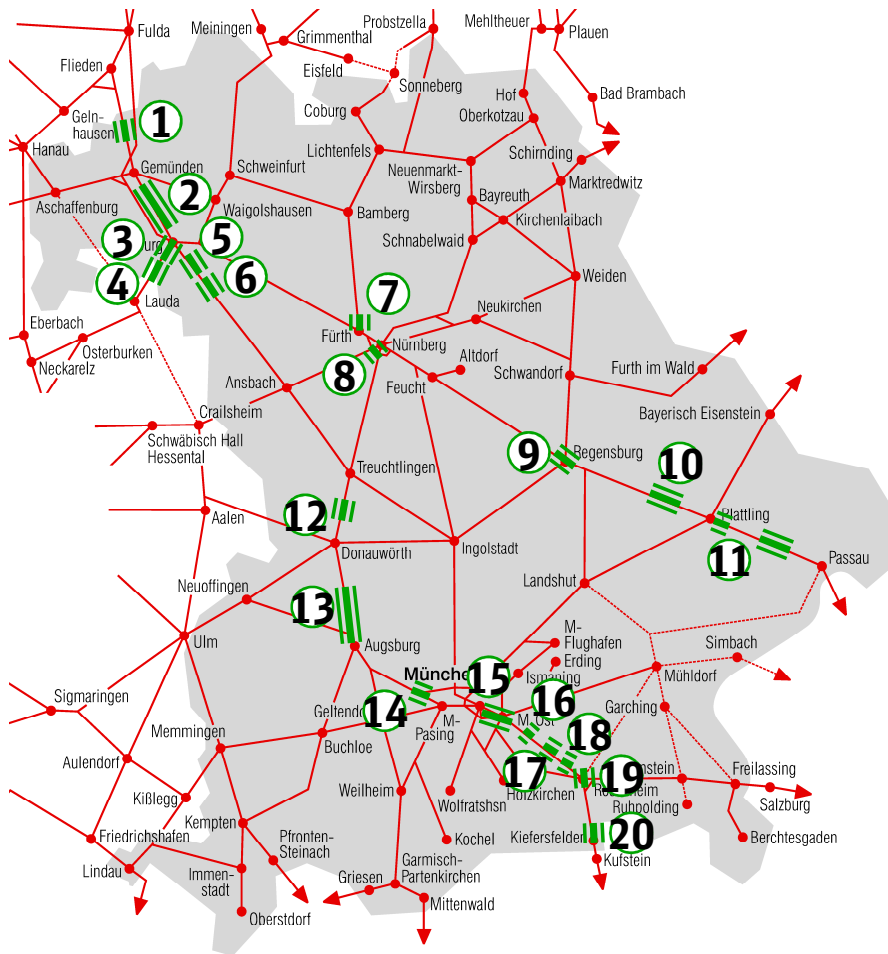 Fulda
Meiningen
Probstzella
Mehltheuer
Plauen
Grimmenthal
Flieden
Eisfeld
Sonneberg
Hof
Bad Brambach
Geln-
hausen
1
Coburg
Oberkotzau
Hanau
Lichtenfels
Schirnding
Gemünden
Schweinfurt
Neuenmarkt-
Wirsberg
Marktredwitz
2
Aschaffenburg
Waigolshausen
Bamberg
Bayreuth
Kirchenlaibach
3
urg
5
Schnabelwaid
4
6
Weiden
7
Lauda
Neukirchen
Eberbach
Fürth
Nürnberg
Osterburken
Altdorf
Neckarelz
8
Feucht
Schwandorf
Furth im Wald
Ansbach
Crailsheim
Bayerisch Eisenstein
Schwäbisch Hall
Hessental
9
Regensburg
10
Treuchtlingen
12
Aalen
Plattling
Donauwörth
Ingolstadt
11
Passau
Neuoffingen
Landshut
13
Ulm
Augsburg
M-
Flughafen
Erding
Simbach
Münche
15
Ismaning
Mühldorf
Sigmaringen
Geltendo
14
M-
Pasing
M-Ost
16
Garching
Memmingen
Buchloe
18
Aulendorf
17
19
nstein
Freilassing
Kißlegg
Weilheim
Wolfratshsn
Holzkirchen
Ro
heim
Salzburg
Ruhpolding
Kempten
Friedrichshafen
Pfronten-
Steinach
Kochel
Kiefersfelden
20
Berchtesgaden
Lindau
Immen-
stadt
Griesen
Garmisch-
Partenkirchen
Kufstein
Oberstdorf
Mittenwald